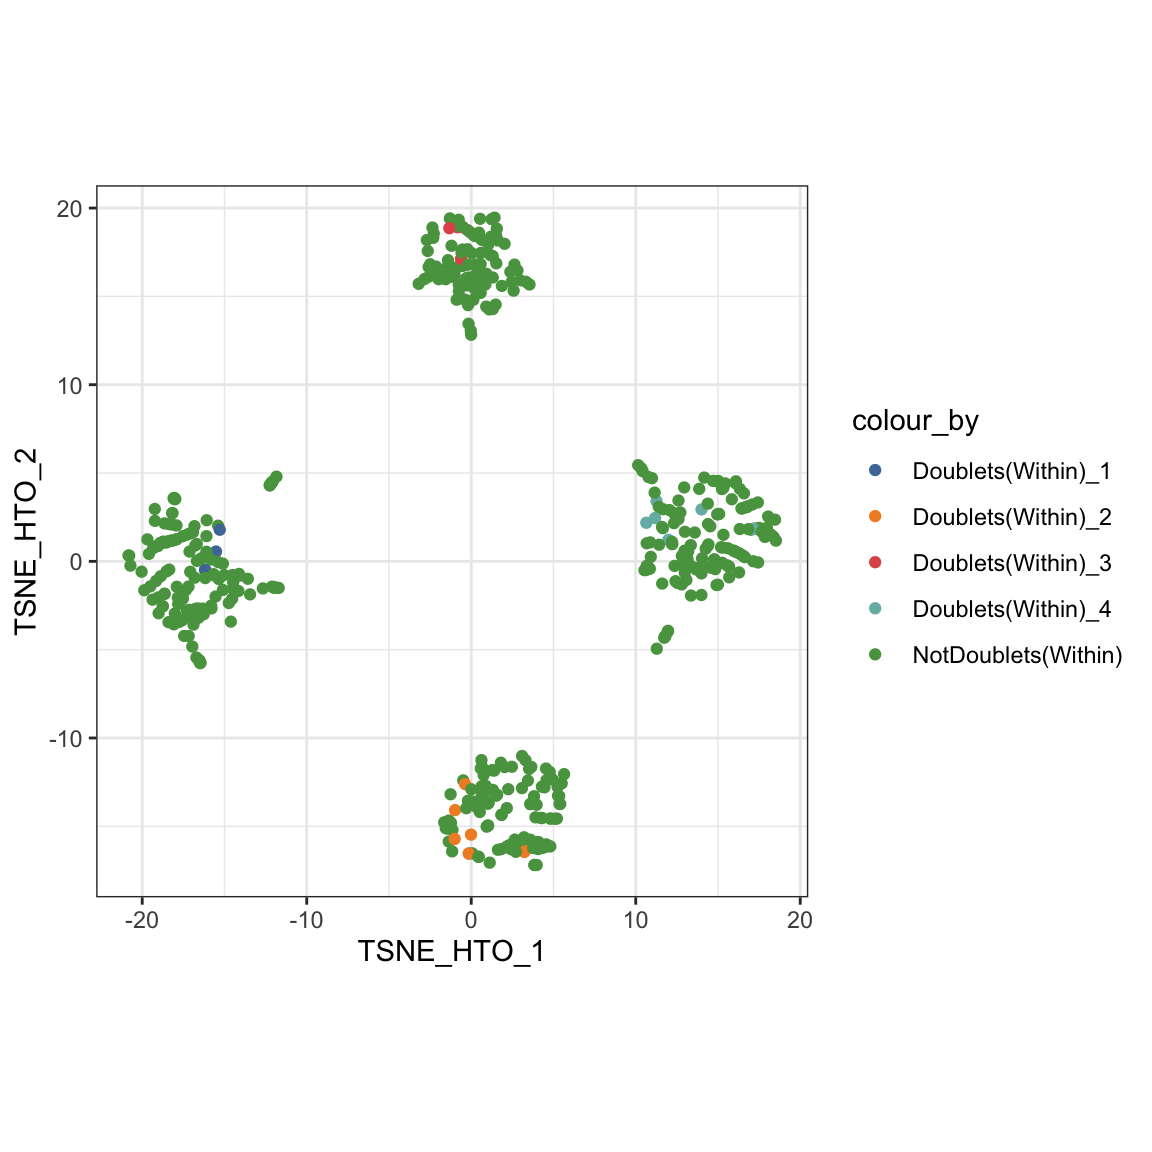 20
10
0
-10
-20
-10
0
10
20
TSNE_HTO_1
TSNE_HTO_2
colour_by
Doublets(Within)_1
Doublets(Within)_2
Doublets(Within)_3
Doublets(Within)_4
NotDoublets(Within)